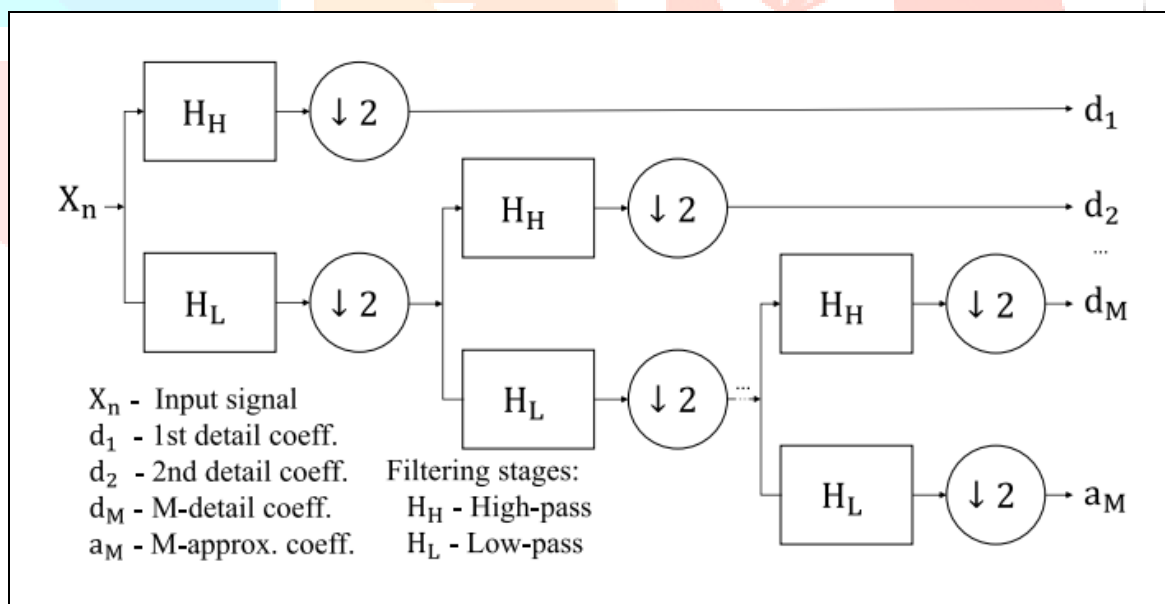 H_H ↓ 2 d_1
X_n H_H ↓ 2 d_2
...
H_L ↓ 2 H_H ↓ 2 d_M
H_L ↓ 2 ...
H_L ↓ 2 a_M
X_n - Input signal
d_1 - 1st detail coeff.
d_2 - 2nd detail coeff.
d_M - M-detail coeff.
a_M - M-approx. coeff.
Filtering stages:
H_H - High-pass
H_L - Low-pass